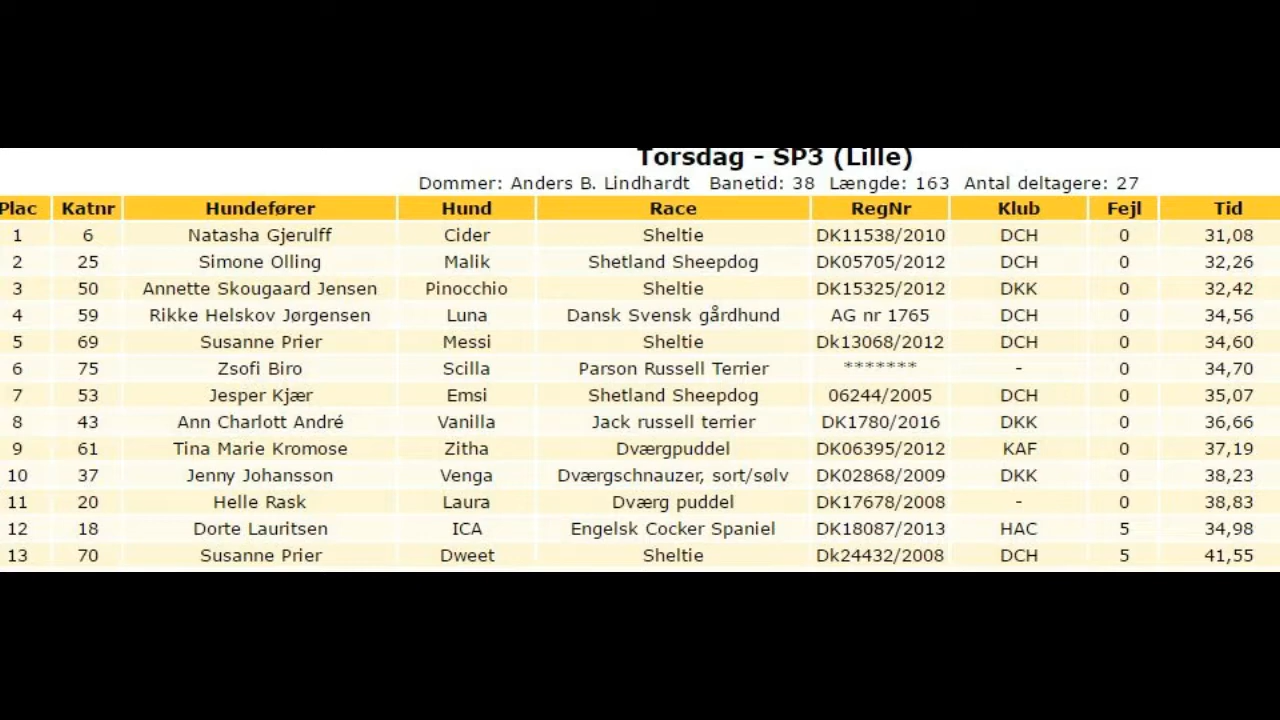 Torsdag - SP3 (Lille)
Dommer: Anders B. Lindhardt Banetid: 38 Længde: 163 Antal deltagere: 27
Plac Katnr Hundefører Hund Race RegNr Klub Fejl Tid
1 6 Natasha Gjerulff Cider Sheltie DK11538/2010 DCH 0 31,08
2 25 Simone Olling Malik Shetland Sheepdog DK05705/2012 DCH 0 32,26
3 50 Annette Skougaard Jensen Pinocchio Sheltie DK15325/2012 DKK 0 32,42
4 59 Rikke Helskov Jørgensen Luna Dansk Svensk gårdhund AG nr 1765 DCH 0 34,56
5 69 Susanne Prier Messi Sheltie Dk13068/2012 DCH 0 34,60
6 75 Zsofi Biro Scilla Parson Russell Terrier ******* - 0 34,70
7 53 Jesper Kjær Emsi Shetland Sheepdog 06244/2005 DCH 0 35,07
8 43 Ann Charlott André Vanilla Jack russell terrier DK1780/2016 DKK 0 36,66
9 61 Tina Marie Kromose Zitha Dværgpuddel DK06395/2012 KAF 0 37,19
10 37 Jenny Johansson Venga Dværgschnauzer, sort/sølv DK02868/2009 DKK 0 38,23
11 20 Helle Rask Laura Dværg puddel DK17678/2008 - 0 38,83
12 18 Dorte Lauritsen ICA Engelsk Cocker Spaniel DK18087/2013 HAC 5 34,98
13 70 Susanne Prier Dweet Sheltie Dk24432/2008 DCH 5 41,55